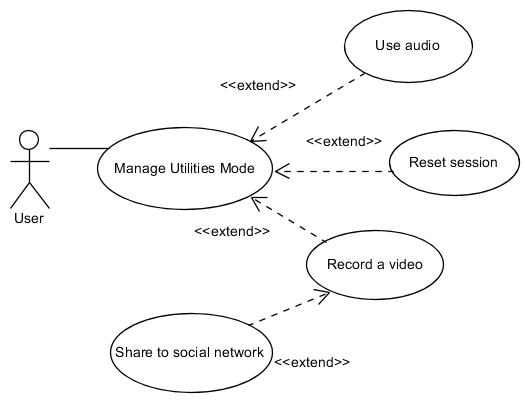 Use audio
<<extend>>
<<extend>>
Manage Utilities Mode
Reset session
User
<<extend>>
Record a video
Share to social network
<<extend>>